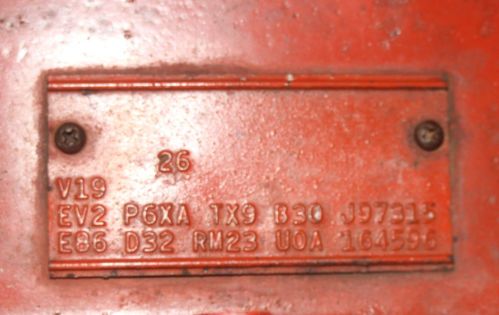 26
V19
EV2 P6XA TX9 B30 J97315
E86 D32 RM23 U0A 164596